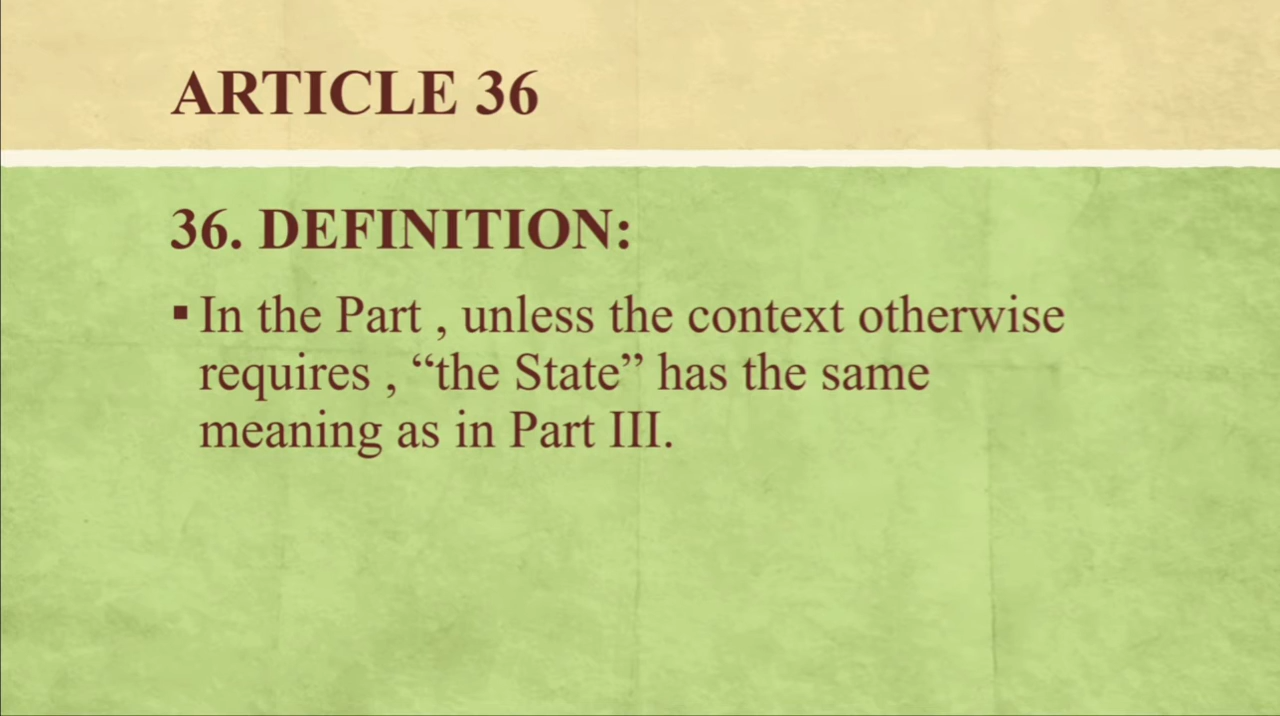 ARTICLE 36
36. DEFINITION:
▪ In the Part , unless the context otherwise
requires , “the State” has the same
meaning as in Part III.